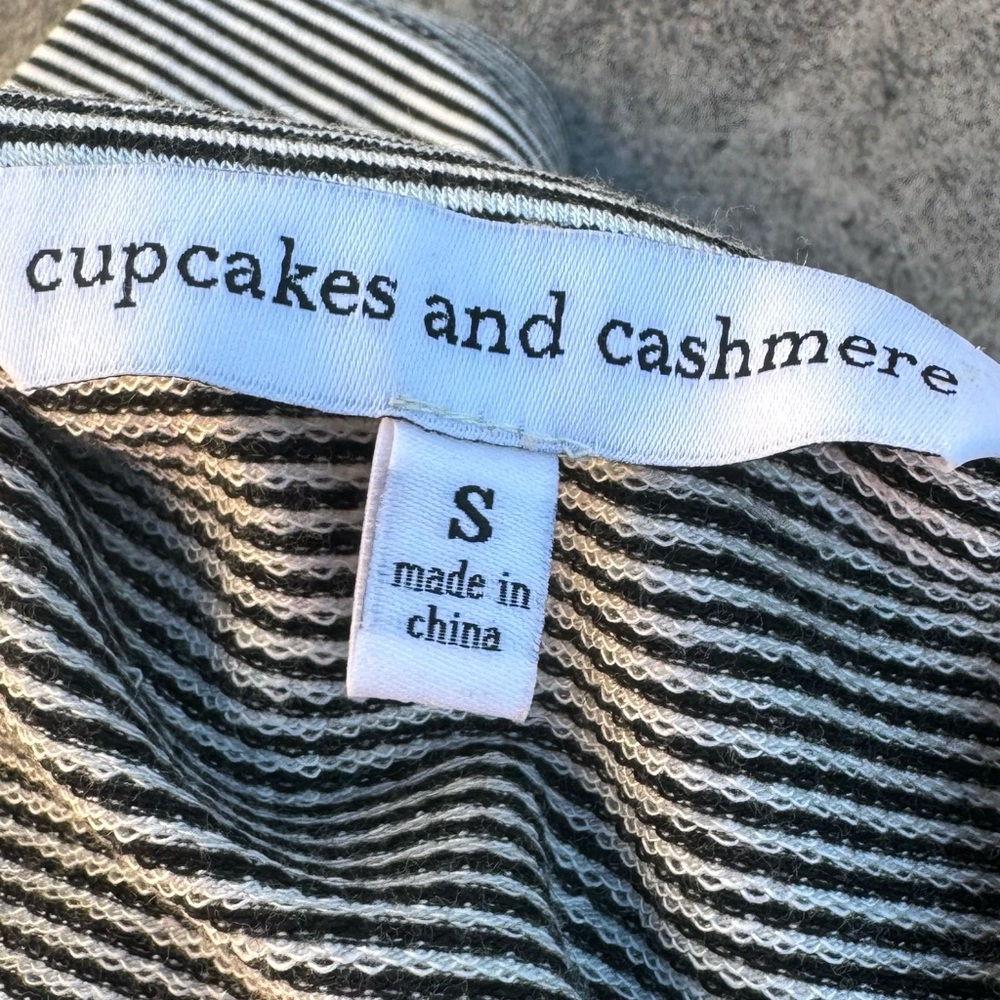 cupcakes and cashmere
S
made in
china